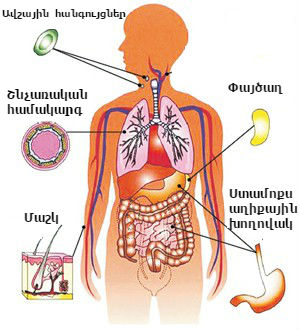 Ավշային հանգույցներ
Շնչառական
համակարգ
Փայծաղ
Մաշկ
Ստամոքս
աղիքային
խողովակ